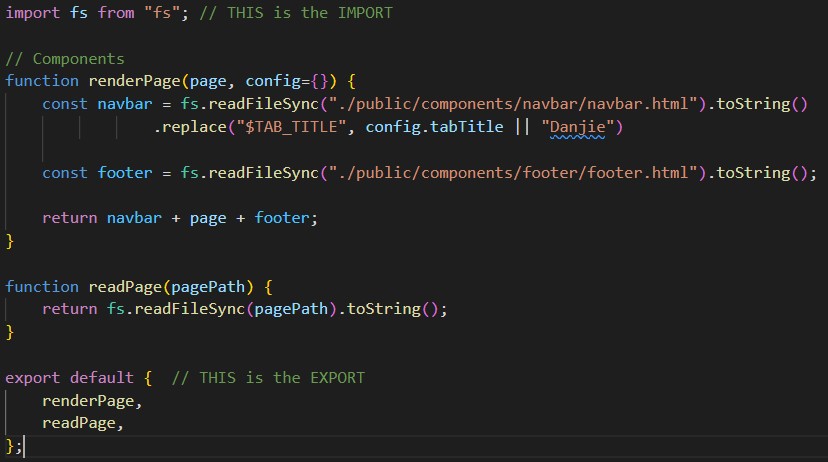 import fs from "fs"; // THIS is the IMPORT
// Components
function renderPage(page, config={}) {
const navbar = fs.readFileSync("./public/components/navbar/navbar.html").toString()
.replace("$TAB_TITLE", config.tabTitle || "Danjie")
const footer = fs.readFileSync("./public/components/footer/footer.html").toString();
return navbar + page + footer;
}
function readPage(pagePath) {
return fs.readFileSync(pagePath).toString();
}
export default {  // THIS is the EXPORT
renderPage,
readPage,
};